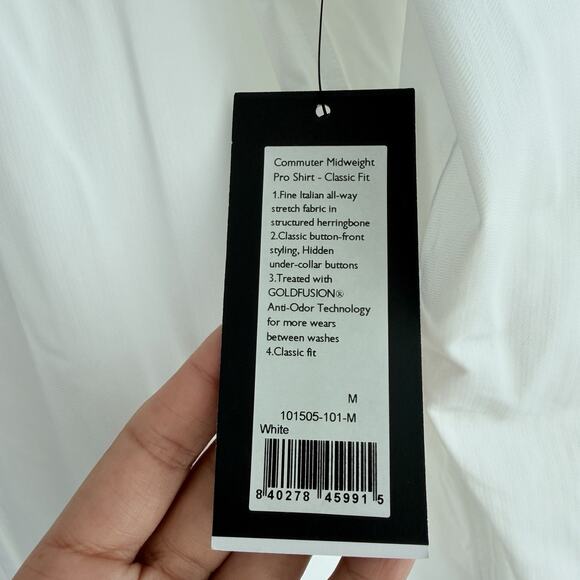 Commuter Midweight
Pro Shirt - Classic Fit
1.Fine Italian all-way
stretch fabric in
structured herringbone
2.Classic button-front
styling, Hidden
under-collar buttons
3.Treated with
GOLDFUSION®
Anti-Odor Technology
for more wears
between washes
4.Classic fit
M
101505-101-M
White
8 40278 45991 5